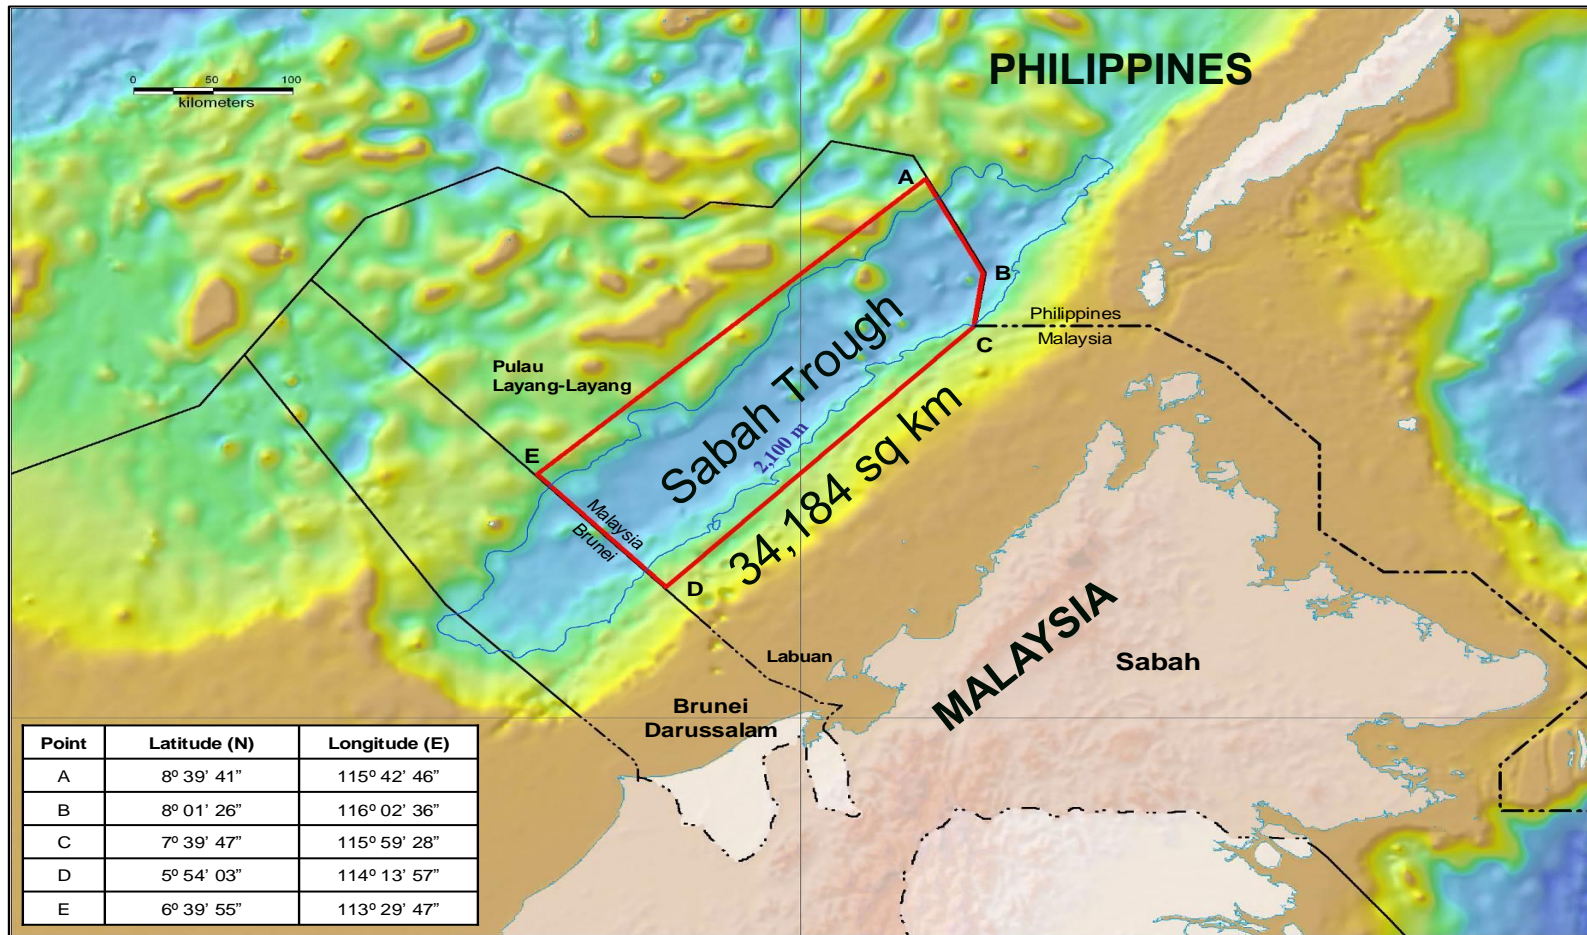 PHILIPPINES
0 50 100
kilometers
A
B
Philippines
Malaysia
C
Pulau
Layang-Layang
E
Sabah Trough
2,100 m
34,184 sq km
Malaysia
Brunei
D
Labuan
MALAYSIA
Sabah
Brunei
Darussalam
Point Latitude (N) Longitude (E)
A 8º 39’ 41” 115º 42’ 46”
B 8º 01’ 26” 116º 02’ 36”
C 7º 39’ 47” 115º 59’ 28”
D 5º 54’ 03” 114º 13’ 57”
E 6º 39’ 55” 113º 29’ 47”